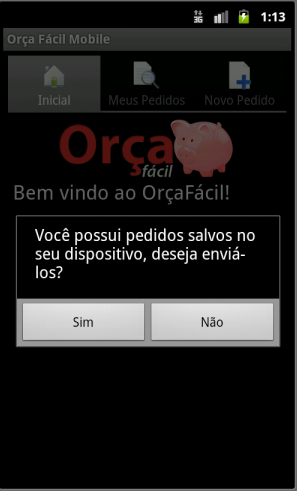 3G 1:13
Orça Fácil Mobile
Inicial Meus Pedidos Novo Pedido
Orça
fácil
Bem vindo ao OrçaFácil!
Você possui pedidos salvos no
seu dispositivo, deseja enviá-
los?
Sim Não